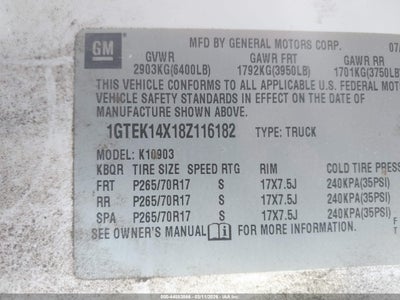 GM
MFD BY GENERAL MOTORS CORP. 07/
GVWR GAWR FRT GAWR RR
2903KG(6400LB) 1792KG(3950LB) 1701KG(3750LB
THIS VEHICLE CONFORMS TO ALL APPLICABLE U.S. FEDERAL MOTOR
VEHICLE SAFETY STANDARDS IN EFFECT ON THE DATE OF
MANUFACTURE SHOWN ABOVE.
1GTEK14X18Z116182 TYPE: TRUCK
MODEL: K10903
KBQR TIRE SIZE SPEED RTG RIM COLD TIRE PRESS
FRT P265/70R17 S 17X7.5J 240KPA(35PSI)
RR P265/70R17 S 17X7.5J 240KPA(35PSI)
SPA P265/70R17 S 17X7.5J 240KPA(35PSI)
SEE OWNER'S MANUAL FOR MORE INFORMATION.